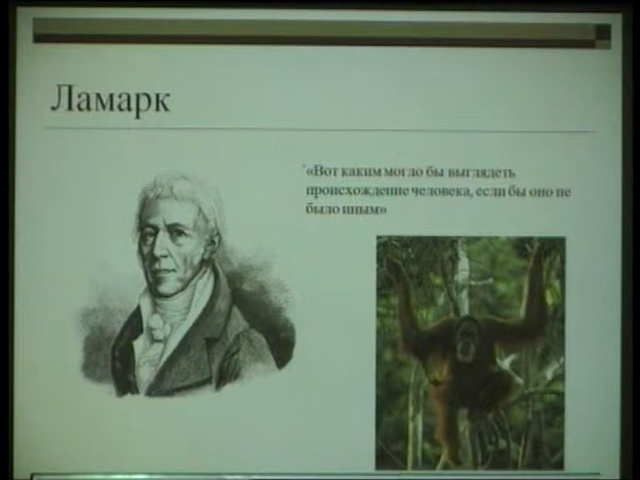 Ламарк
«Вот каким могло бы выглядеть
происхождение человека, если бы оно не
было иным»